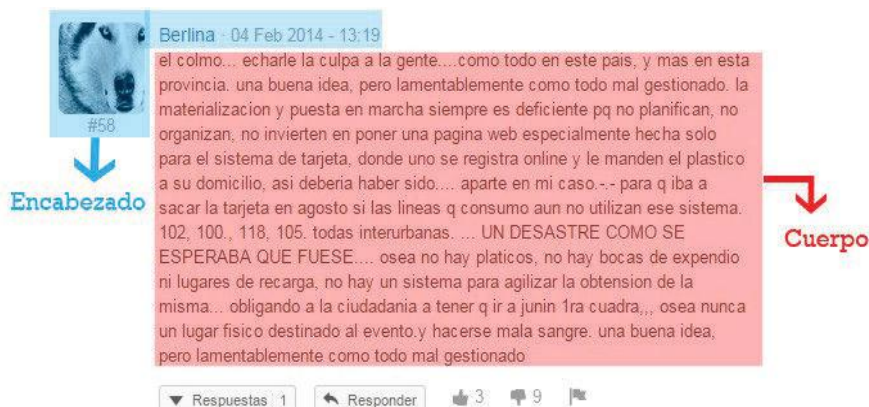 Berlina · 04 Feb 2014 - 13:19
el colmo... echarle la culpa a la gente....como todo en este pais, y mas en esta
provincia. una buena idea, pero lamentablemente como todo mal gestionado. la
materializacion y puesta en marcha siempre es deficiente pq no planifican, no
organizan, no invierten en poner una pagina web especialmente hecha solo
para el sistema de tarjeta, donde uno se registra online y le manden el plastico
a su domicilio, asi deberia haber sido.... aparte en mi caso.-.- para q iba a
sacar la tarjeta en agosto si las lineas q consumo aun no utilizan ese sistema.
102, 100., 118, 105. todas interurbanas. ... UN DESASTRE COMO SE
ESPERABA QUE FUESE.... osea no hay platicos, no hay bocas de expendio
ni lugares de recarga, no hay un sistema para agilizar la obtension de la
misma... obligando a la ciudadania a tener q ir a junin 1ra cuadra,,, osea nunca
un lugar fisico destinado al evento.y hacerse mala sangre. una buena idea,
pero lamentablemente como todo mal gestionado
#58
Encabezado
Cuerpo
Respuestas 1 Responder 3 9